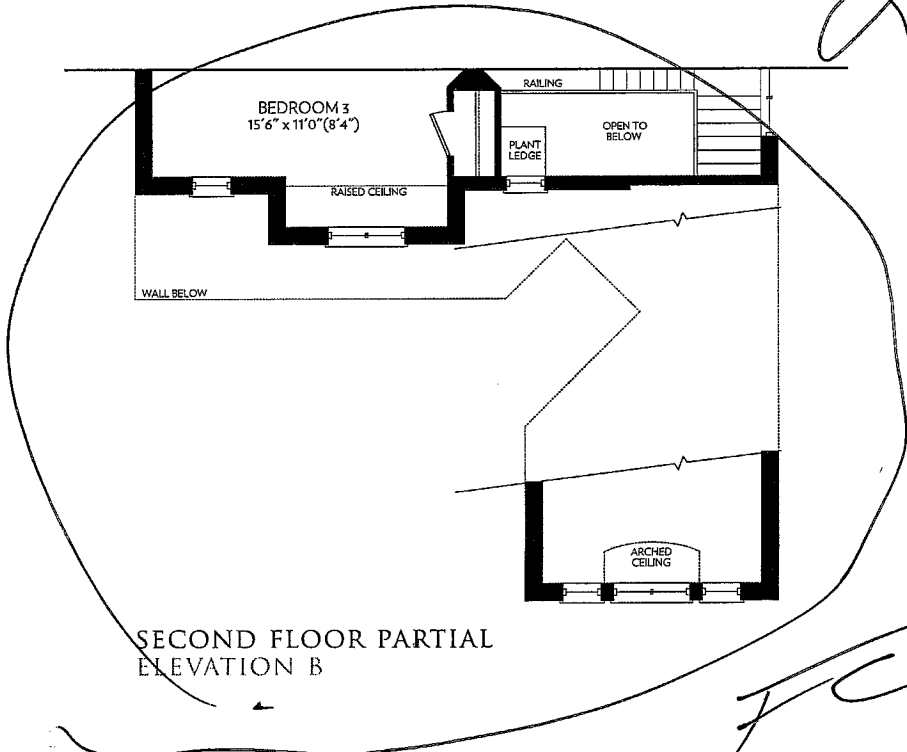 RAILING
BEDROOM 3
15'6" x 11'0"(8'4")
OPEN TO
BELOW
PLANT
LEDGE
RAISED CEILING
WALL BELOW
ARCHED
CEILING
SECOND FLOOR PARTIAL
ELEVATION B